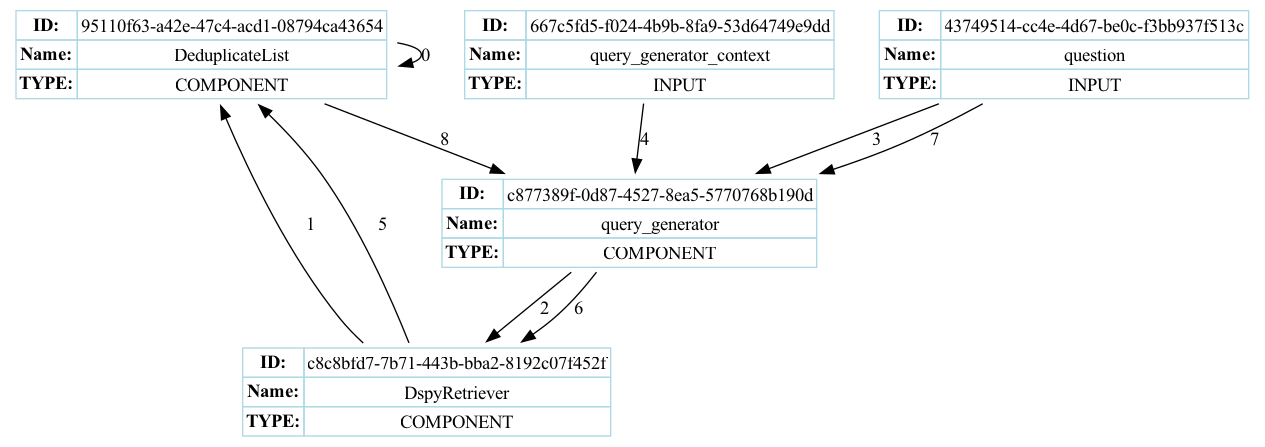 ID: 95110f63-a42e-47c4-acd1-08794ca43654
Name: DeduplicateList
TYPE: COMPONENT
0
ID: 667c5fd5-f024-4b9b-8fa9-53d64749e9dd
Name: query_generator_context
TYPE: INPUT
ID: 43749514-cc4e-4d67-be0c-f3bb937f513c
Name: question
TYPE: INPUT
8
4
3
7
ID: c877389f-0d87-4527-8ea5-5770768b190d
Name: query_generator
TYPE: COMPONENT
1
5
2
6
ID: c8c8bfd7-7b71-443b-bba2-8192c07f452f
Name: DspyRetriever
TYPE: COMPONENT